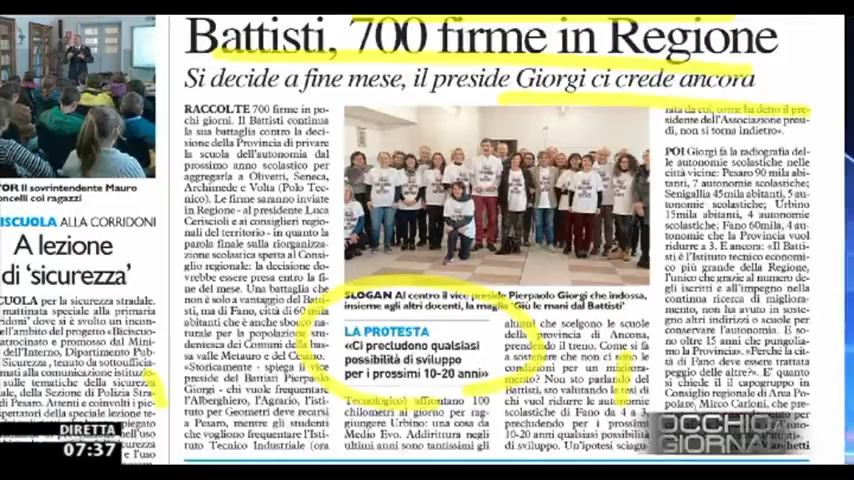 Battisti, 700 firme in Regione
Si decide a fine mese, il preside Giorgi ci crede ancora
TOR Il sovrintendente Mauro
oncelli coi ragazzi
ISCUOLA ALLA CORRIDONI
A lezione
di ‘sicurezza’
CUOLA per la sicurezza stradale.
mattinata speciale alla primaria
ridoni’ dove si è svolto un incon-
ell’ambito del progetto «Biciscuo-
atrocinato e promosso dal Mini-
dell’Interno, Dipartimento Pub-
Sicurezza, tenuto da sottoufficia-
mati alla comunicazione istituzio-
sulle tematiche della sicurezza
ale, della Sezione di Polizia Stra-
di Pesaro. Attenti e coinvolti i pic-
RACCOLTE 700 firme in po-
chi giorni. Il Battisti continua
la sua battaglia contro la deci-
sione della Provincia di privare
la scuola dell’autonomia dal
prossimo anno scolastico per
aggregarla a Olivetti, Seneca,
Archimede e Volta (Polo Tec-
nico). Le firme saranno inviate
in Regione - al presidente Luca
Ceriscioli e ai consiglieri regio-
nali del territorio - in quanto la
parola finale sulla riorganizza-
zione scolastica spetta al Consi-
glio regionale: la decisione do-
vrebbe essere presa entro la fi-
ne del mese. Una battaglia che
non è solo a vantaggio del Batti-
sti, ma di Fano, città di 60 mila
abitanti che è anche sbocco na-
turale per la popolazione stu-
dentesca dei Comuni della bas-
sa valle Metauro e del Cesano.
«Storicamente - spiega il vice
preside del Battisti Pierpaolo
Giorgi - chi vuole frequentare
l’Alberghiero, l’Agrario, l’Isti-
tuto per Geometri deve recarsi
a Pesaro, mentre gli studenti
che vogliono frequentare l’Isti-
tuto Tecnico Industriale (ora
SLOGAN Al centro il vice preside Pierpaolo Giorgi che indossa,
insieme agli altri docenti, la maglia ‘Giù le mani dal Battisti’
LA PROTESTA
«Ci precludono qualsiasi
possibilità di sviluppo
per i prossimi 10-20 anni»
Tecnologico) affrontano 100
chilometri al giorno per rag-
giungere Urbino: una cosa da
Medio Evo. Addirittura negli
ultimi anni sono tantissimi gli
alunni che scelgono le scuole
della provincia di Ancona,
prendendo il treno. Come si fa
a sostenere che non ci sono le
condizioni per un migliora-
mento? Non sto parlando del
Battisti, sto valutando le tesi di
chi vuol ridurre le autonomie
scolastiche di Fano da 4 a 3,
precludendo per i prossimi
10-20 anni qualsiasi possibilità
di sviluppo. Un’ipotesi sciagu-
rata da cui, come ha detto il pre-
sidente dell’Associazione presi-
di, non si torna indietro».
POI Giorgi fa la radiografia del-
le autonomie scolastiche nelle
città vicine: Pesaro 90 mila abi-
tanti, 7 autonomie scolastiche;
Senigallia 45mila abitanti, 5 au-
tonomie scolastiche; Urbino
15mila abitanti, 4 autonomie
scolastiche; Fano 60mila, 4 au-
tonomie che la Provincia vuol
ridurre a 3. E ancora: «Il Batti-
sti è l’Istituto tecnico economi-
co più grande della Regione,
l’unico che grazie al numero de-
gli iscritti e all’impegno nella
continua ricerca di migliora-
mento, non ha avuto in soste-
gno altri indirizzi o scuole per
conservare l’autonomia. E so-
no oltre 15 anni che pungolia-
mo la Provincia». «Perché la cit-
tà di Fano deve essere trattata
peggio delle altre?». E’ quanto
si chiede il il capogruppo in
Consiglio regionale di Area Po-
polare, Mirco Carloni, che pre-
DIRETTA
07:37
OCCHIO AI
GIORNALI